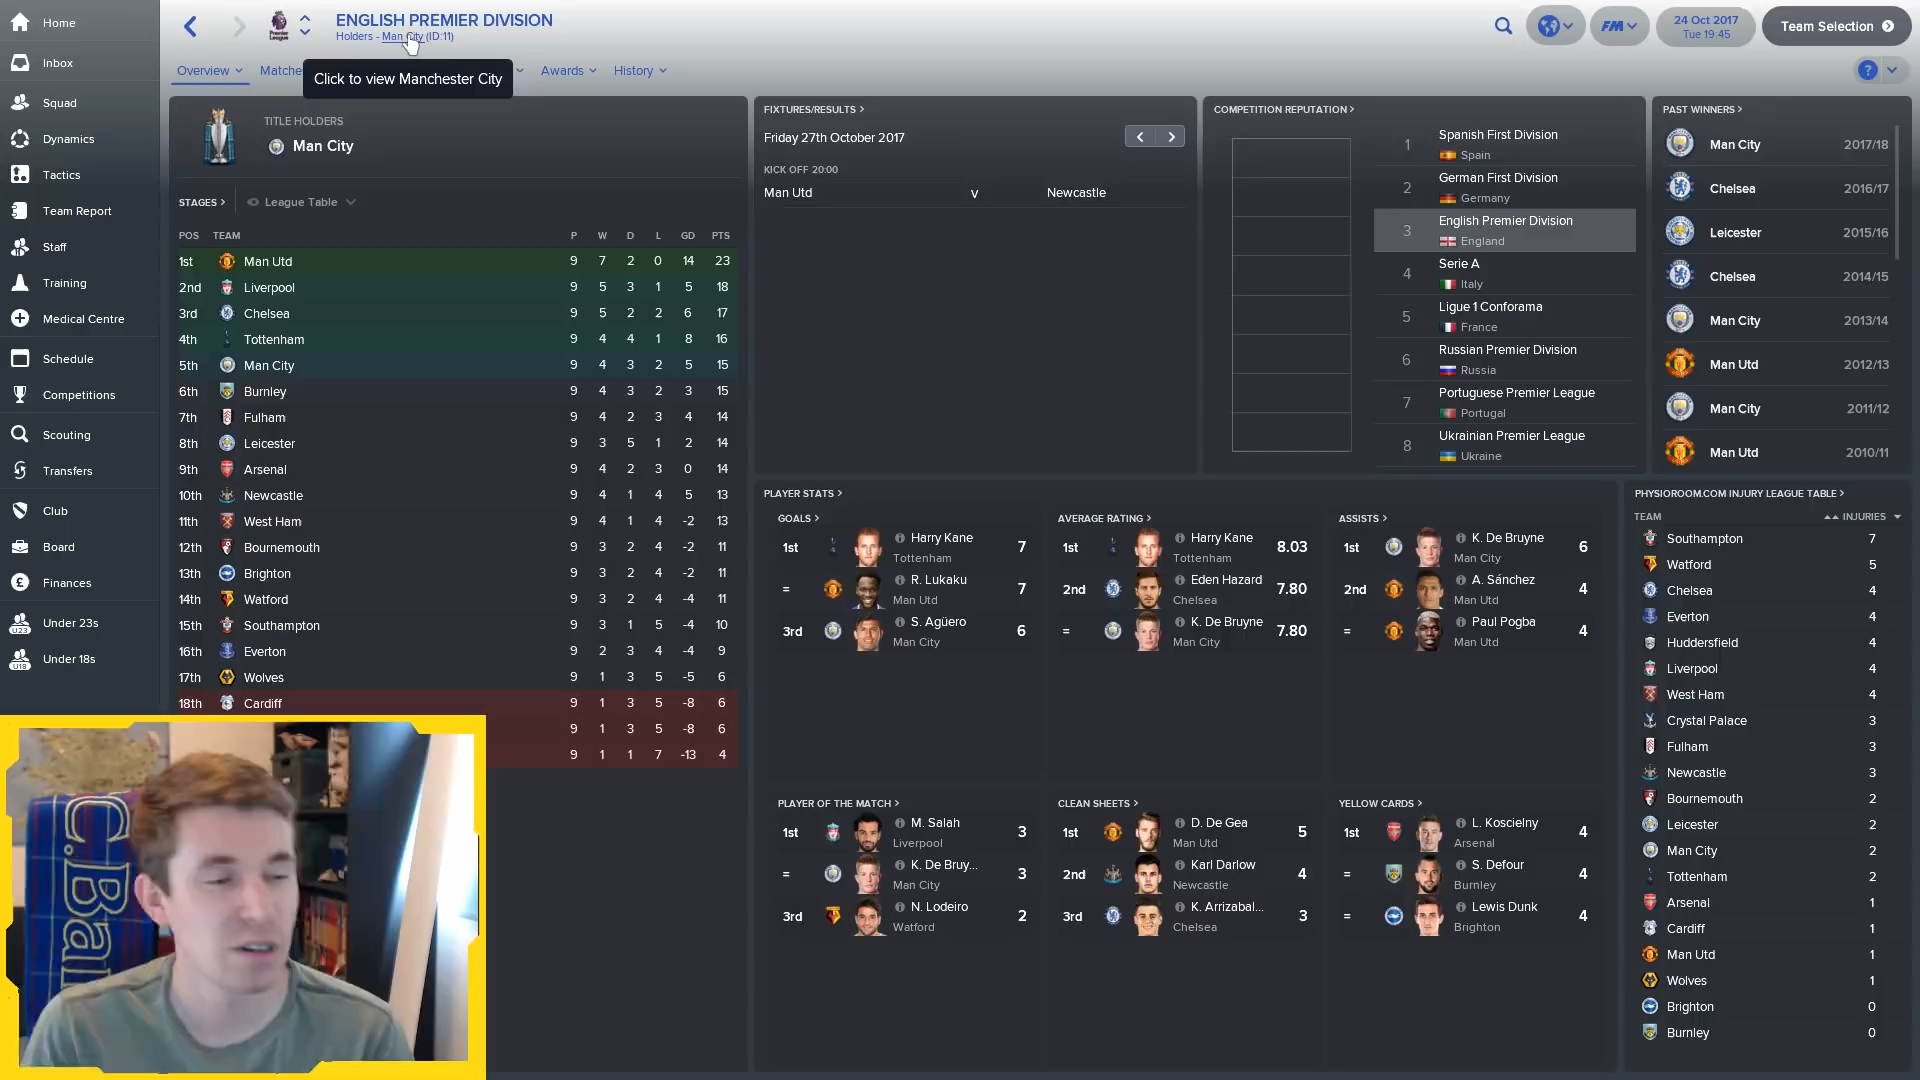 Home
Inbox
Squad
Dynamics
Tactics
Team Report
Staff
Training
Medical Centre
Schedule
Competitions
Scouting
Transfers
Club
Board
Finances
Under 23s
Under 18s
Premier League
ENGLISH PREMIER DIVISION
Holders - Man City (ID:11)
Click to view Manchester City
FM
24 Oct 2017
Tue 19:45
Team Selection
Overview
Matche
Awards
History
?
TITLE HOLDERS
Man City
STAGES >
League Table
POS TEAM P W D L GD PTS
1st Man Utd 9 7 2 0 14 23
2nd Liverpool 9 5 3 1 5 18
3rd Chelsea 9 5 2 2 6 17
4th Tottenham 9 4 4 1 8 16
5th Man City 9 4 3 2 5 15
6th Burnley 9 4 3 2 3 15
7th Fulham 9 4 2 3 4 14
8th Leicester 9 3 5 1 2 14
9th Arsenal 9 4 2 3 0 14
10th Newcastle 9 4 1 4 5 13
11th West Ham 9 4 1 4 -2 13
12th Bournemouth 9 3 2 4 -2 11
13th Brighton 9 3 2 4 -2 11
14th Watford 9 3 2 4 -4 11
15th Southampton 9 3 1 5 -4 10
16th Everton 9 2 3 4 -4 9
17th Wolves 9 1 3 5 -5 6
18th Cardiff 9 1 3 5 -8 6
9 1 3 5 -8 6
9 1 1 7 -13 4
C.Bal
FIXTURES/RESULTS >
Friday 27th October 2017
KICK OFF 20:00
Man Utd v Newcastle
COMPETITION REPUTATION >
1 Spanish First Division
Spain
2 German First Division
Germany
3 English Premier Division
England
4 Serie A
Italy
5 Ligue 1 Conforama
France
6 Russian Premier Division
Russia
7 Portuguese Premier League
Portugal
8 Ukrainian Premier League
Ukraine
PAST WINNERS >
Man City 2017/18
Chelsea 2016/17
Leicester 2015/16
Chelsea 2014/15
Man City 2013/14
Man Utd 2012/13
Man City 2011/12
Man Utd 2010/11
PLAYER STATS >
GOALS >
1st Harry Kane 7
Tottenham
= R. Lukaku 7
Man Utd
3rd S. Agüero 6
Man City
AVERAGE RATING >
1st Harry Kane 8.03
Tottenham
2nd Eden Hazard 7.80
Chelsea
= K. De Bruyne 7.80
Man City
ASSISTS >
1st K. De Bruyne 6
Man City
2nd A. Sánchez 4
Man Utd
= Paul Pogba 4
Man Utd
PLAYER OF THE MATCH >
1st M. Salah 3
Liverpool
= K. De Bruy... 3
Man City
3rd N. Lodeiro 2
Watford
CLEAN SHEETS >
1st D. De Gea 5
Man Utd
2nd Karl Darlow 4
Newcastle
3rd K. Arrizabal... 3
Chelsea
YELLOW CARDS >
1st L. Koscielny 4
Arsenal
= S. Defour 4
Burnley
= Lewis Dunk 4
Brighton
PHYSIOROOM.COM INJURY LEAGUE TABLE >
TEAM INJURIES
Southampton 7
Watford 5
Chelsea 4
Everton 4
Huddersfield 4
Liverpool 4
West Ham 4
Crystal Palace 3
Fulham 3
Newcastle 3
Bournemouth 2
Leicester 2
Man City 2
Tottenham 2
Arsenal 1
Cardiff 1
Man Utd 1
Wolves 1
Brighton 0
Burnley 0